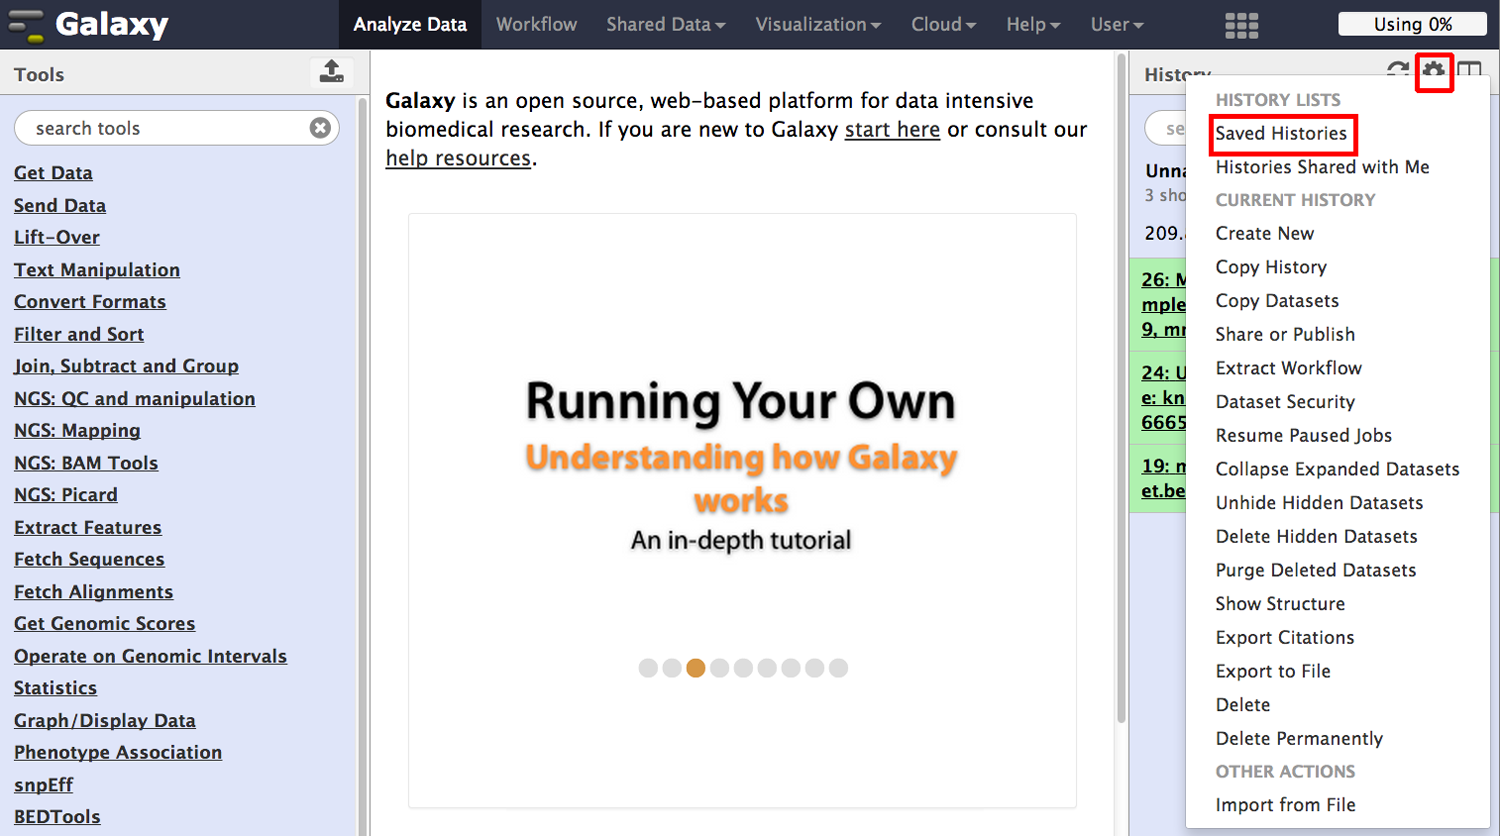 Galaxy
Analyze Data
Workflow
Shared Data
Visualization
Cloud
Help
User
Using 0%
Tools
search tools
Get Data
Send Data
Lift-Over
Text Manipulation
Convert Formats
Filter and Sort
Join, Subtract and Group
NGS: QC and manipulation
NGS: Mapping
NGS: BAM Tools
NGS: Picard
Extract Features
Fetch Sequences
Fetch Alignments
Get Genomic Scores
Operate on Genomic Intervals
Statistics
Graph/Display Data
Phenotype Association
snpEff
BEDTools
Galaxy is an open source, web-based platform for data intensive
biomedical research. If you are new to Galaxy start here or consult our
help resources.
Running Your Own
Understanding how Galaxy
works
An in-depth tutorial
History
se
Unna
3 sho
209.
26: M
mple
9, mr
24: U
e: kn
6665
19: m
et.be
HISTORY LISTS
Saved Histories
Histories Shared with Me
CURRENT HISTORY
Create New
Copy History
Copy Datasets
Share or Publish
Extract Workflow
Dataset Security
Resume Paused Jobs
Collapse Expanded Datasets
Unhide Hidden Datasets
Delete Hidden Datasets
Purge Deleted Datasets
Show Structure
Export Citations
Export to File
Delete
Delete Permanently
OTHER ACTIONS
Import from File